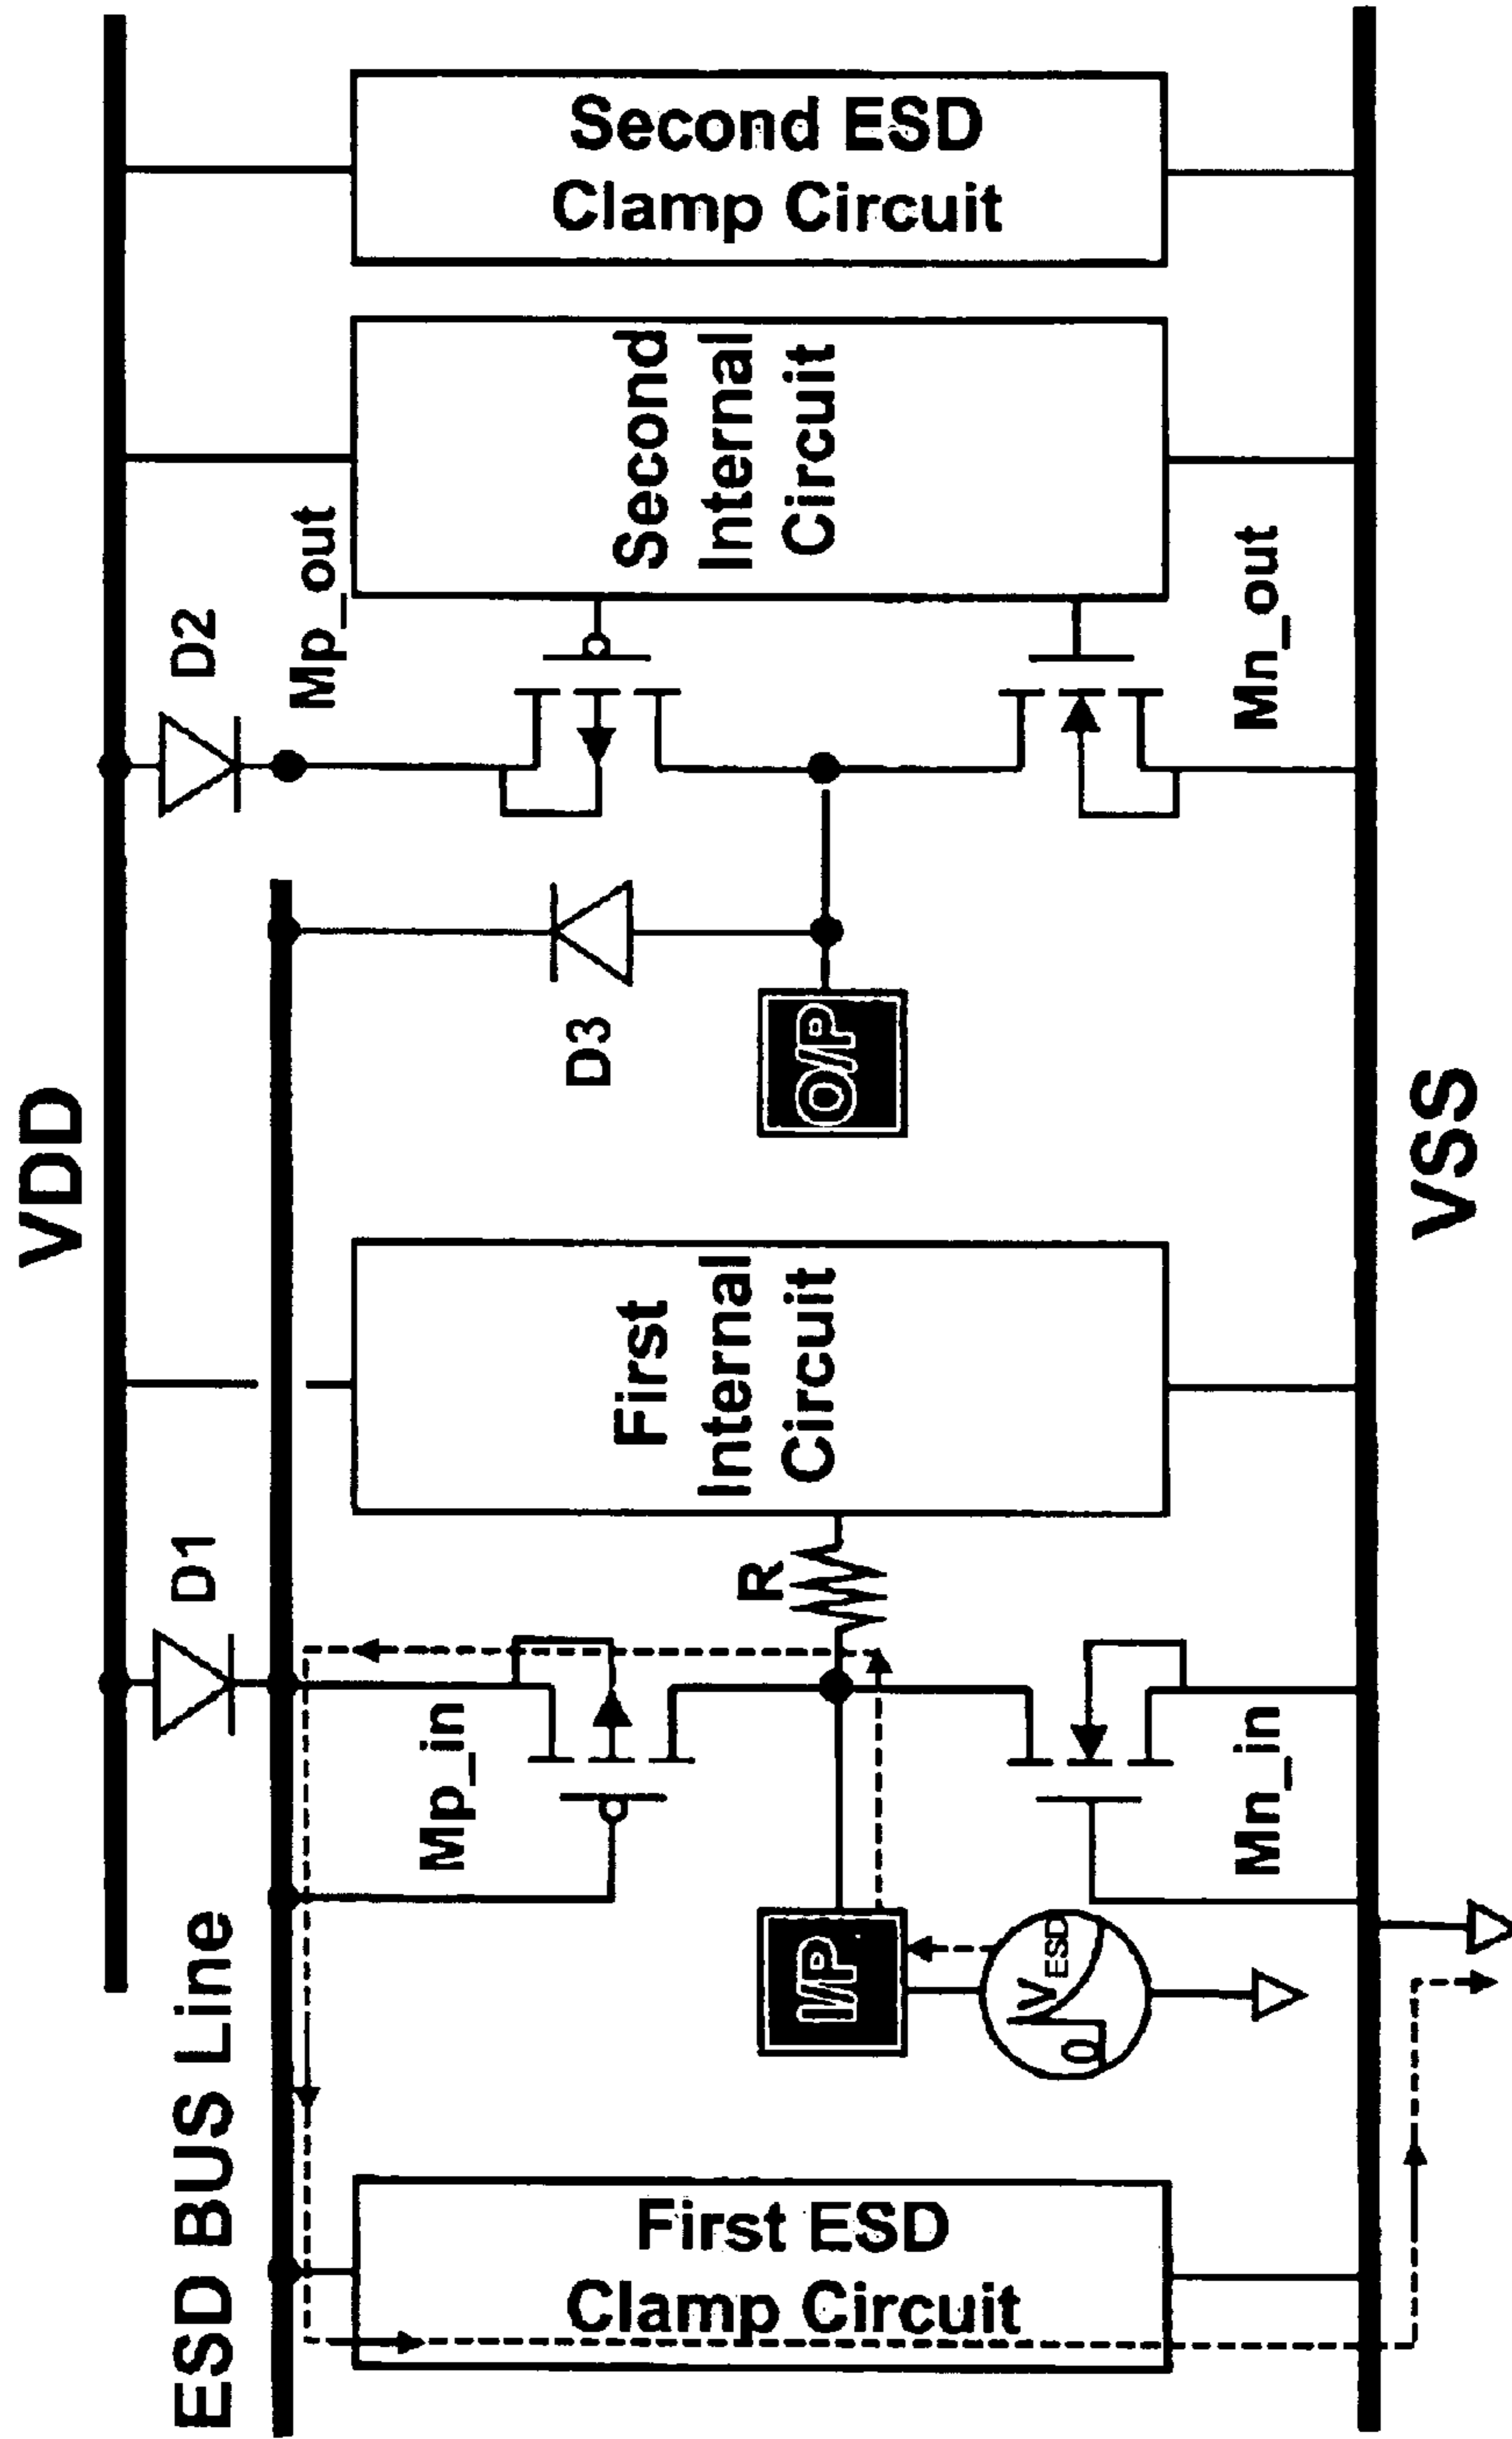 VDD
ESD BUS Line
D1
D2
Mp_out
Mp_in
D3
First ESD
Clamp Circuit
I/P
VESD
0
R
First
Internal
Circuit
O/P
Second
Internal
Circuit
Second ESD
Clamp Circuit
Mn_in
Mn_out
VSS